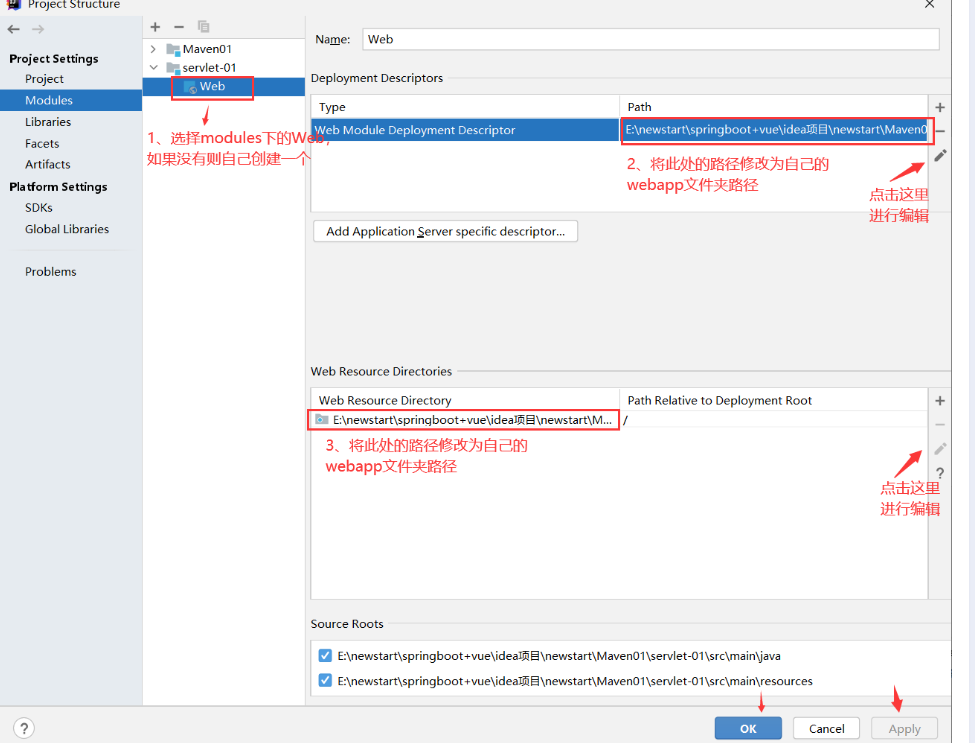 Project Structure
Project Settings
Project
Modules
Libraries
Facets
Artifacts
Platform Settings
SDKs
Global Libraries
Problems
Maven01
servlet-01
Web
1、选择modules下的Web，
如果没有则自己创建一个
Name:
Web
Deployment Descriptors
Type
Path
Web Module Deployment Descriptor
E:\newstart\springboot+vue\idea项目\newstart\Maven0
2、将此处的路径修改为自己的
webapp文件夹路径
点击这里
进行编辑
Add Application Server specific descriptor...
Web Resource Directories
Web Resource Directory
Path Relative to Deployment Root
E:\newstart\springboot+vue\idea项目\newstart\M...
/
3、将此处的路径修改为自己的
webapp文件夹路径
?
点击这里
进行编辑
Source Roots
E:\newstart\springboot+vue\idea项目\newstart\Maven01\servlet-01\src\main\java
E:\newstart\springboot+vue\idea项目\newstart\Maven01\servlet-01\src\main\resources
?
OK
Cancel
Apply